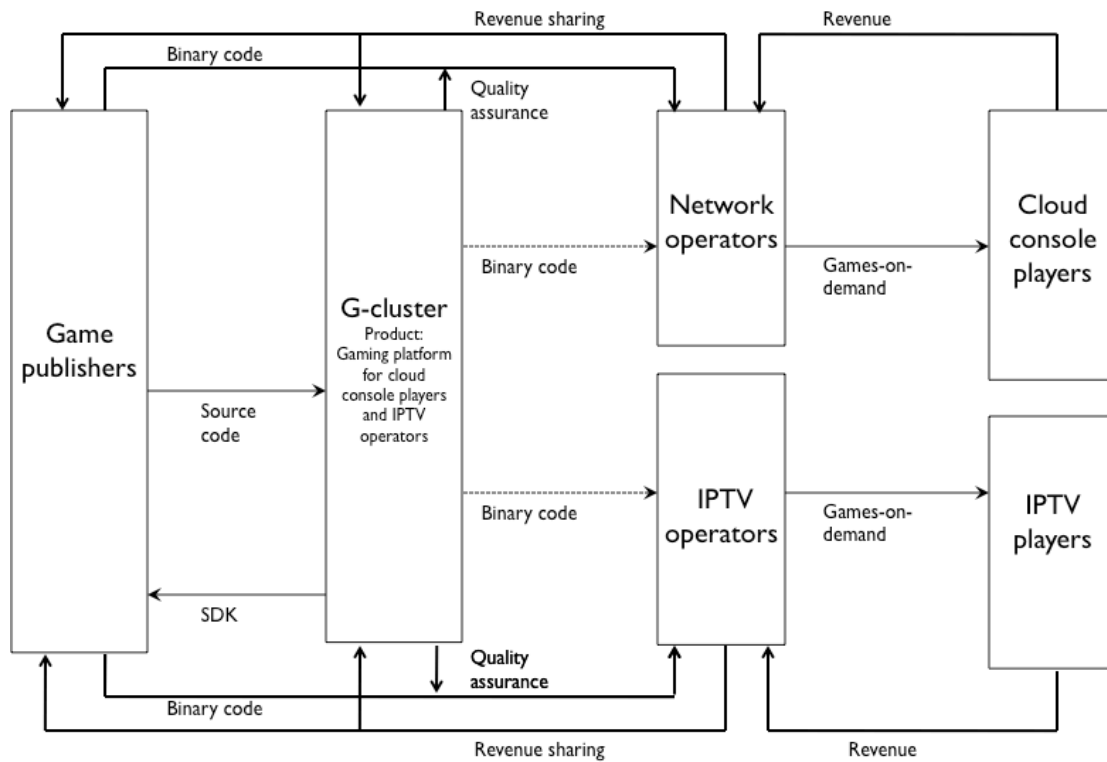 Revenue sharing
Revenue
Binary code
Quality
assurance
Network
operators
Cloud
console
players
Binary code
Games-on-
demand
G-cluster
Product:
Gaming platform
for cloud
console players
and IPTV
operators
Game
publishers
Source
code
IPTV
operators
IPTV
players
Binary code
Games-on-
demand
SDK
Quality
assurance
Binary code
Revenue sharing
Revenue